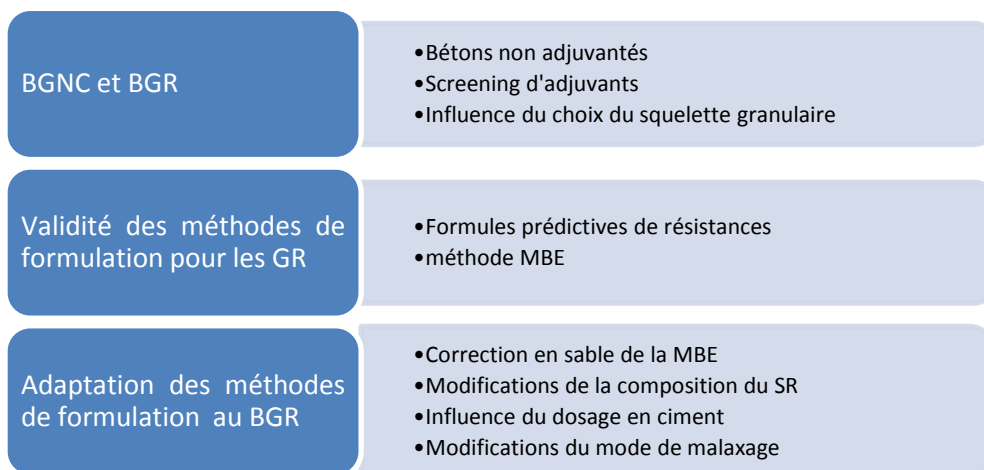 BGNC et BGR
•Bétons non adjuvantés
•Screening d'adjuvants
•Influence du choix du squelette granulaire
Validité des méthodes de
formulation pour les GR
•Formules prédictives de résistances
•méthode MBE
Adaptation des méthodes
de formulation au BGR
•Correction en sable de la MBE
•Modifications de la composition du SR
•Influence du dosage en ciment
•Modifications du mode de malaxage